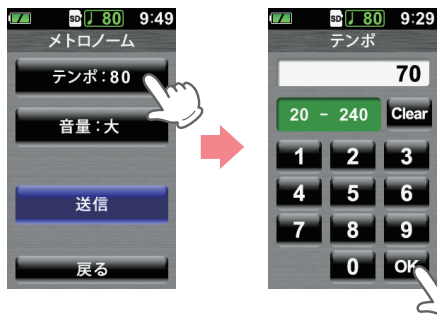 SD ♩ 80 9:49
メトロノーム
テンポ：80
音量：大
送信
戻る
SD ♩ 80 9:29
テンポ
70
20 - 240 Clear
1 2 3
4 5 6
7 8 9
0 OK